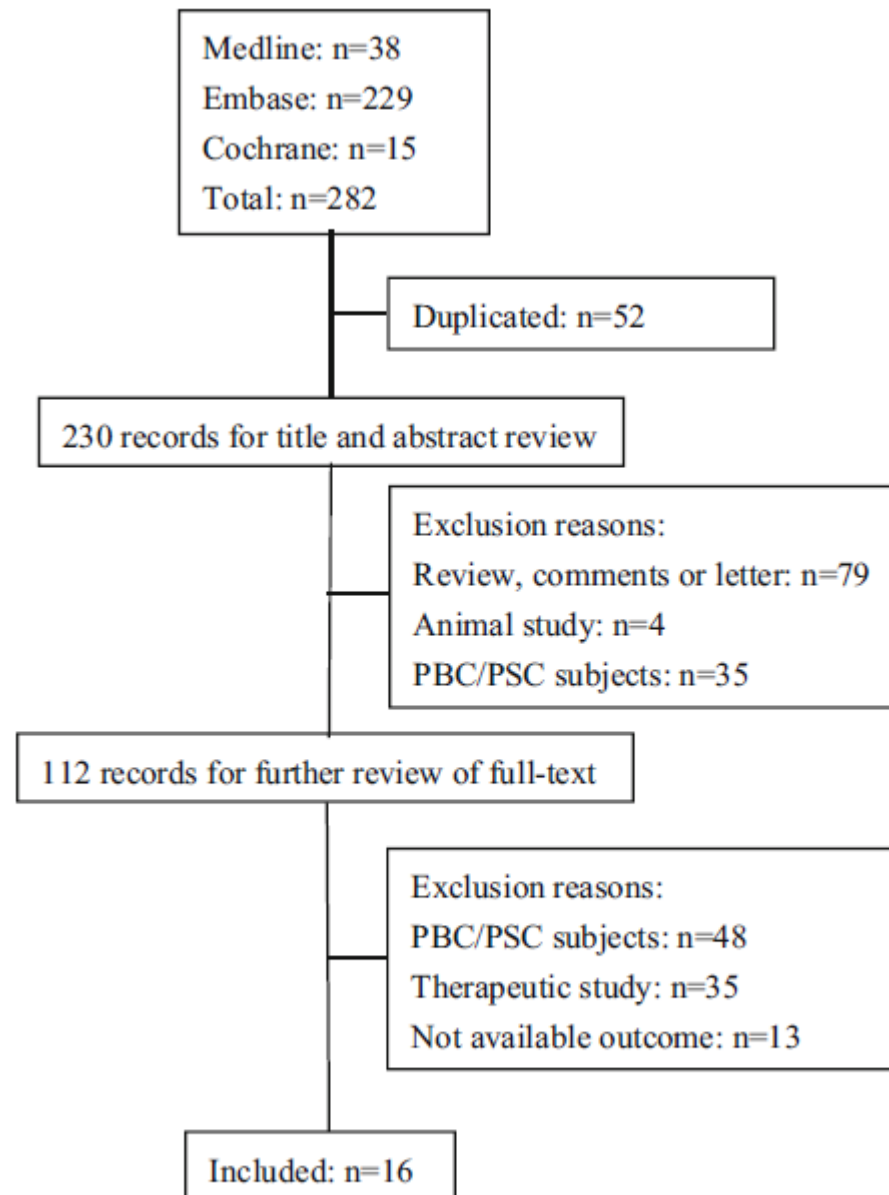 Medline: n=38
Embase: n=229
Cochrane: n=15
Total: n=282
Duplicated: n=52
230 records for title and abstract review
Exclusion reasons:
Review, comments or letter: n=79
Animal study: n=4
PBC/PSC subjects: n=35
112 records for further review of full-text
Exclusion reasons:
PBC/PSC subjects: n=48
Therapeutic study: n=35
Not available outcome: n=13
Included: n=16